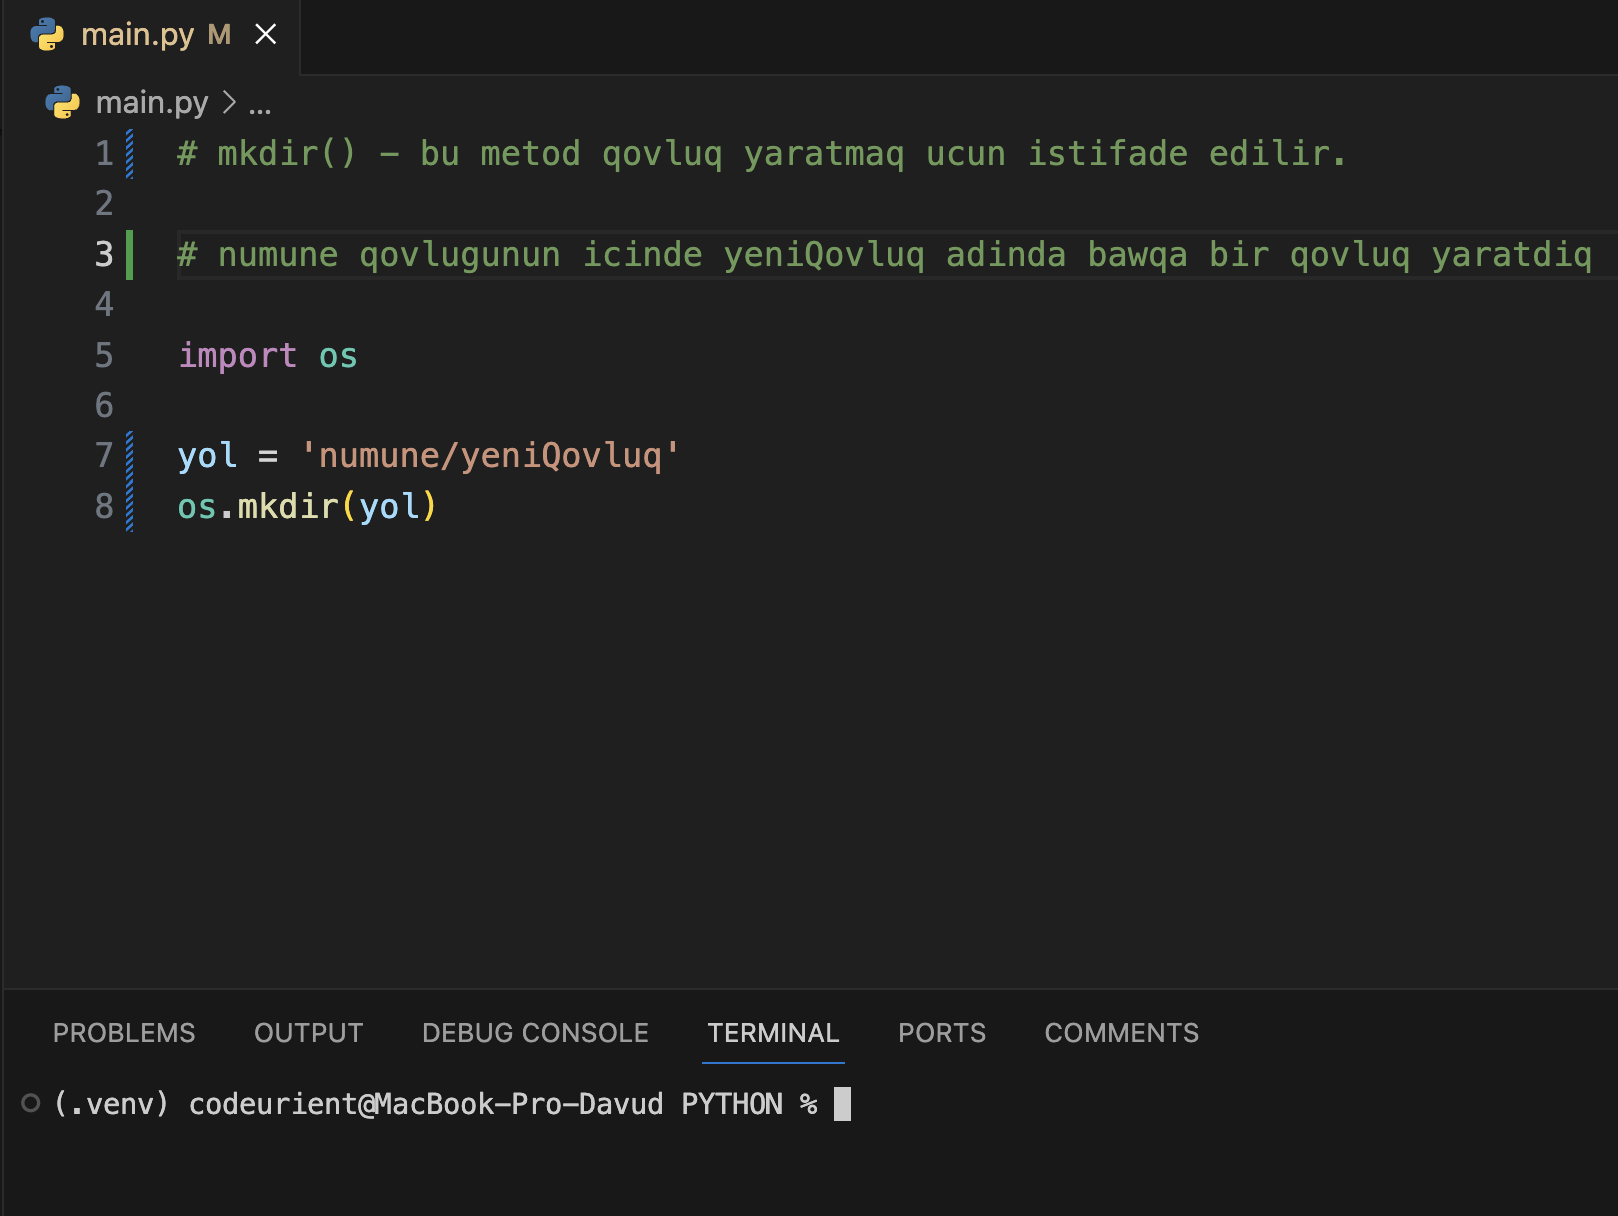 main.py M
main.py > ...
1 # mkdir() - bu metod qovluq yaratmaq ucun istifade edilir.
2
3 # numune qovlugunun icinde yeniQovluq adinda bawqa bir qovluq yaratdiq
4
5 import os
6
7 yol = 'numune/yeniQovluq'
8 os.mkdir(yol)
PROBLEMS OUTPUT DEBUG CONSOLE TERMINAL PORTS COMMENTS
(.venv) codeurient@MacBook-Pro-Davud PYTHON %